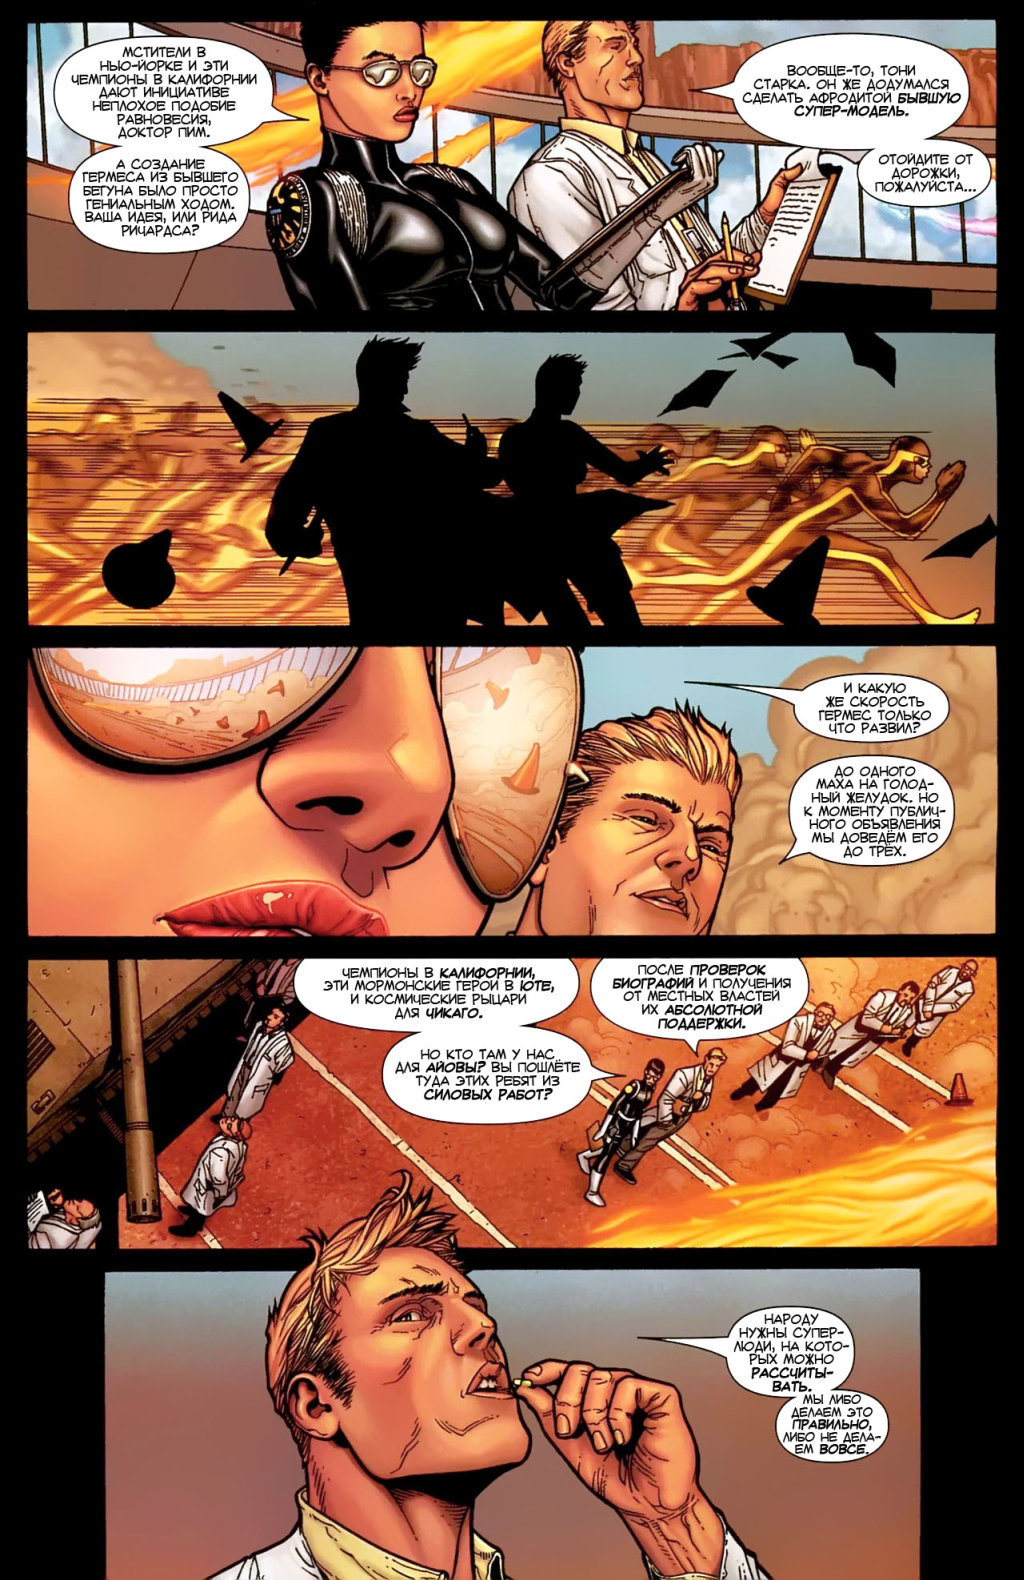 МСТИТЕЛИ В
НЬЮ-ЙОРКЕ И ЭТИ
ЧЕМПИОНЫ В КАЛИФОРНИИ
ДАЮТ ИНИЦИАТИВЕ
НЕПЛОХОЕ ПОДОБИЕ
РАВНОВЕСИЯ,
ДОКТОР ПИМ.
А СОЗДАНИЕ
ГЕРМЕСА ИЗ БЫВШЕГО
БЕГУНА БЫЛО ПРОСТО
ГЕНИАЛЬНЫМ ХОДОМ.
ВАША ИДЕЯ, ИЛИ РИДА
РИЧАРДСА?
ВООБЩЕ-ТО, ТОНИ
СТАРКА. ОН ЖЕ ДОДУМАЛСЯ
СДЕЛАТЬ АФРОДИТОЙ БЫВШУЮ
СУПЕР-МОДЕЛЬ.
ОТОЙДИТЕ ОТ
ДОРОЖКИ,
ПОЖАЛУЙСТА...
И КАКУЮ
ЖЕ СКОРОСТЬ
ГЕРМЕС ТОЛЬКО
ЧТО РАЗВИЛ?
ДО ОДНОГО
МАХА НА ГОЛОД-
НЫЙ ЖЕЛУДОК. НО
К МОМЕНТУ ПУБЛИЧ-
НОГО ОБЪЯВЛЕНИЯ
МЫ ДОВЕДЁМ ЕГО
ДО ТРЁХ.
ЧЕМПИОНЫ В КАЛИФОРНИИ,
ЭТИ МОРМОНСКИЕ ГЕРОИ В ЮТЕ,
И КОСМИЧЕСКИЕ РЫЦАРИ
ДЛЯ ЧИКАГО.
НО КТО ТАМ У НАС
ДЛЯ АЙОВЫ? ВЫ ПОШЛЁТЕ
ТУДА ЭТИХ РЕБЯТ ИЗ
СИЛОВЫХ РАБОТ?
ПОСЛЕ ПРОВЕРОК
БИОГРАФИЙ И ПОЛУЧЕНИЯ
ОТ МЕСТНЫХ ВЛАСТЕЙ
ИХ АБСОЛЮТНОЙ
ПОДДЕРЖКИ.
НАРОДУ
НУЖНЫ СУПЕР-
ЛЮДИ, НА КОТО-
РЫХ МОЖНО
РАССЧИТЫ-
ВАТЬ.
МЫ ЛИБО
ДЕЛАЕМ ЭТО
ПРАВИЛЬНО,
ЛИБО НЕ ДЕЛА-
ЕМ ВОВСЕ.